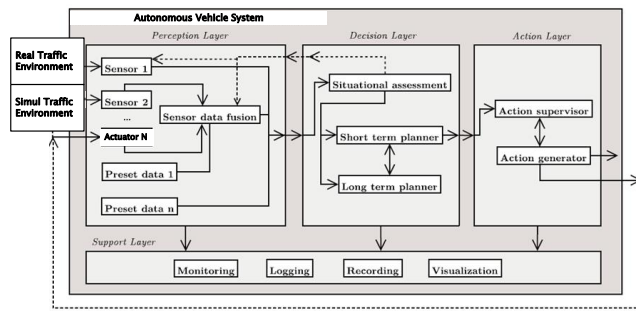 Autonomous Vehicle System
Perception Layer
Decision Layer
Action Layer
Real Traffic
Environment
Simul Traffic
Environment
Sensor 1
Sensor 2
...
Actuator N
Sensor data fusion
Preset data 1
Preset data n
Situational assessment
Short term planner
Long term planner
Action supervisor
Action generator
Support Layer
Monitoring
Logging
Recording
Visualization